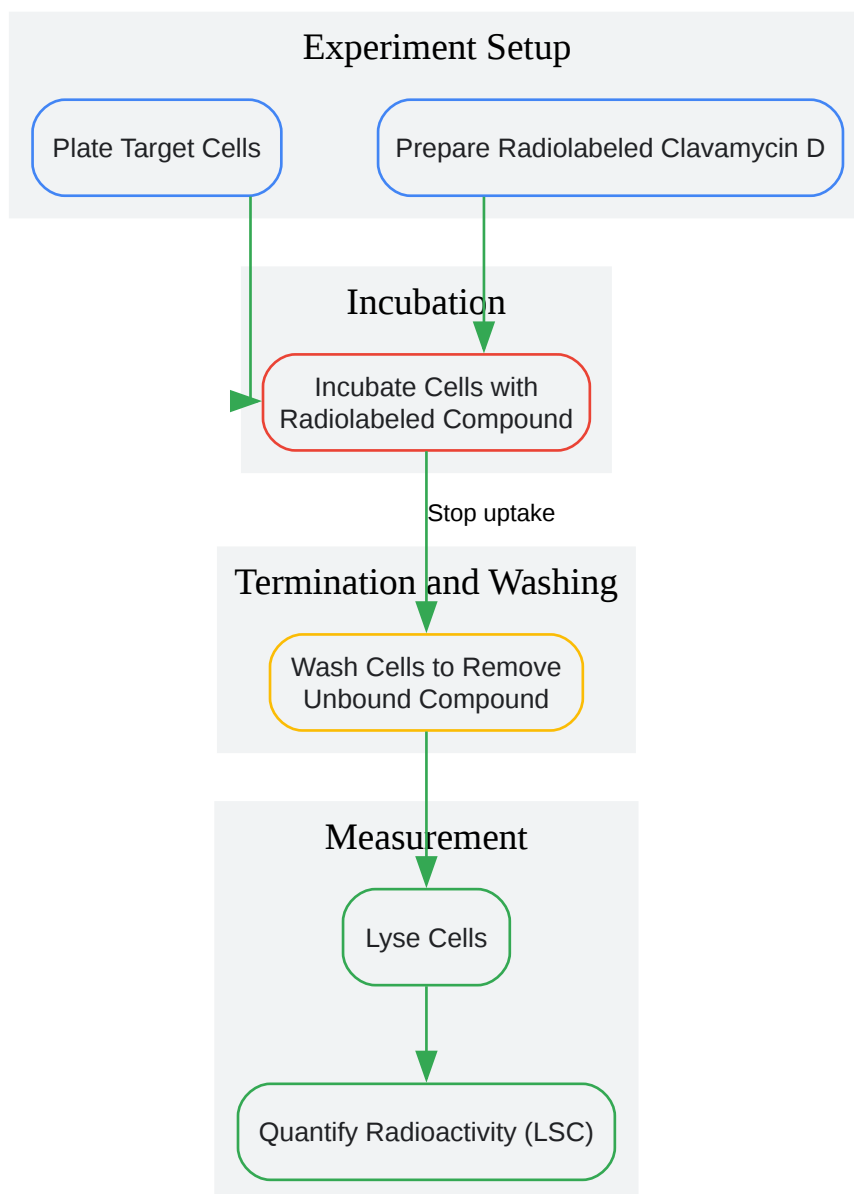 Experiment Setup
Plate Target Cells
Prepare Radiolabeled Clavamycin D
Incubation
Incubate Cells with
Radiolabeled Compound
Stop uptake
Termination and Washing
Wash Cells to Remove
Unbound Compound
Measurement
Lyse Cells
Quantify Radioactivity (LSC)